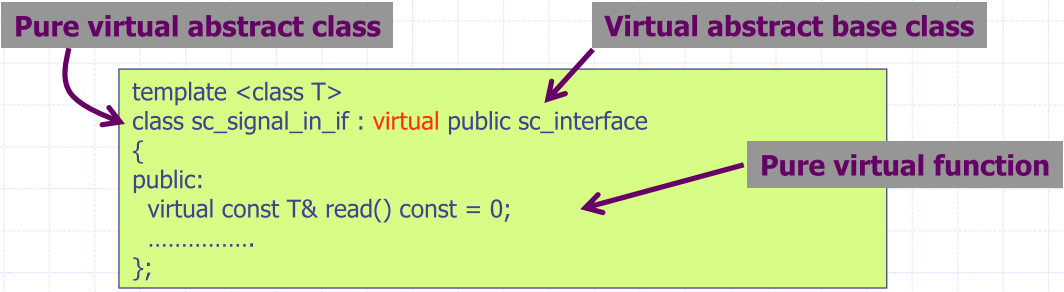 Pure virtual abstract class
Virtual abstract base class
template <class T>
class sc_signal_in_if : virtual public sc_interface
{
public:
Pure virtual function
virtual const T& read() const = 0;
…………….
};